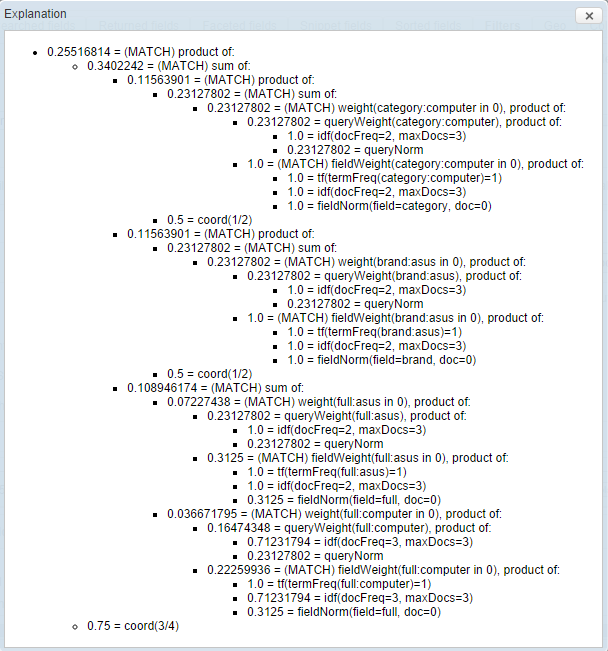 Explanation
0.25516814 = (MATCH) product of:
0.3402242 = (MATCH) sum of:
0.11563901 = (MATCH) product of:
0.23127802 = (MATCH) sum of:
0.23127802 = (MATCH) weight(category:computer in 0), product of:
0.23127802 = queryWeight(category:computer), product of:
1.0 = idf(docFreq=2, maxDocs=3)
0.23127802 = queryNorm
1.0 = (MATCH) fieldWeight(category:computer in 0), product of:
1.0 = tf(termFreq(category:computer)=1)
1.0 = idf(docFreq=2, maxDocs=3)
1.0 = fieldNorm(field=category, doc=0)
0.5 = coord(1/2)
0.11563901 = (MATCH) product of:
0.23127802 = (MATCH) sum of:
0.23127802 = (MATCH) weight(brand:asus in 0), product of:
0.23127802 = queryWeight(brand:asus), product of:
1.0 = idf(docFreq=2, maxDocs=3)
0.23127802 = queryNorm
1.0 = (MATCH) fieldWeight(brand:asus in 0), product of:
1.0 = tf(termFreq(brand:asus)=1)
1.0 = idf(docFreq=2, maxDocs=3)
1.0 = fieldNorm(field=brand, doc=0)
0.5 = coord(1/2)
0.108946174 = (MATCH) sum of:
0.07227438 = (MATCH) weight(full:asus in 0), product of:
0.23127802 = queryWeight(full:asus), product of:
1.0 = idf(docFreq=2, maxDocs=3)
0.23127802 = queryNorm
0.3125 = (MATCH) fieldWeight(full:asus in 0), product of:
1.0 = tf(termFreq(full:asus)=1)
1.0 = idf(docFreq=2, maxDocs=3)
0.3125 = fieldNorm(field=full, doc=0)
0.036671795 = (MATCH) weight(full:computer in 0), product of:
0.16474348 = queryWeight(full:computer), product of:
0.71231794 = idf(docFreq=3, maxDocs=3)
0.23127802 = queryNorm
0.22259936 = (MATCH) fieldWeight(full:computer in 0), product of:
1.0 = tf(termFreq(full:computer)=1)
0.71231794 = idf(docFreq=3, maxDocs=3)
0.3125 = fieldNorm(field=full, doc=0)
0.75 = coord(3/4)